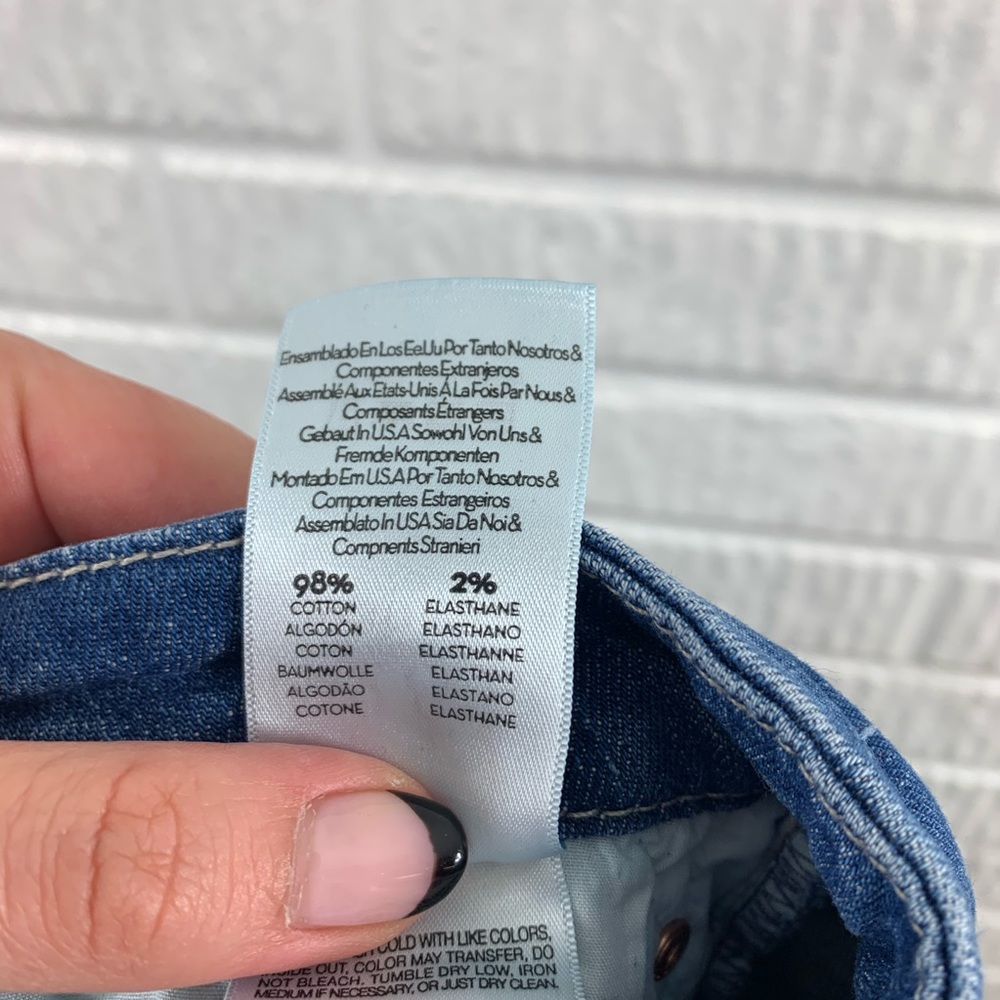 Ensamblado En Los EeUu Por Tanto Nosotros &
Componentes Extranjeros
Assemblé Aux Etats-Unis Á La Fois Par Nous &
Composants Étrangers
Gebaut In U.S.A Sowohl Von Uns &
Fremde Komponenten
Montado Em U.S.A Por Tanto Nosotros &
Componentes Estrangeiros
Assemblato In USA Sia Da Noi &
Compnents Stranieri
98% 2%
COTTON ELASTHANE
ALGODÓN ELASTHANO
COTON ELASTHANNE
BAUMWOLLE ELASTHAN
ALGODÃO ELASTANO
COTONE ELASTHANE
COLD WITH LIKE COLORS,
OUT, COLOR MAY TRANSFER, DO
NOT BLEACH. TUMBLE DRY LOW, IRON
MEDIUM IF NECESSARY, OR JUST DRY CLEAN.